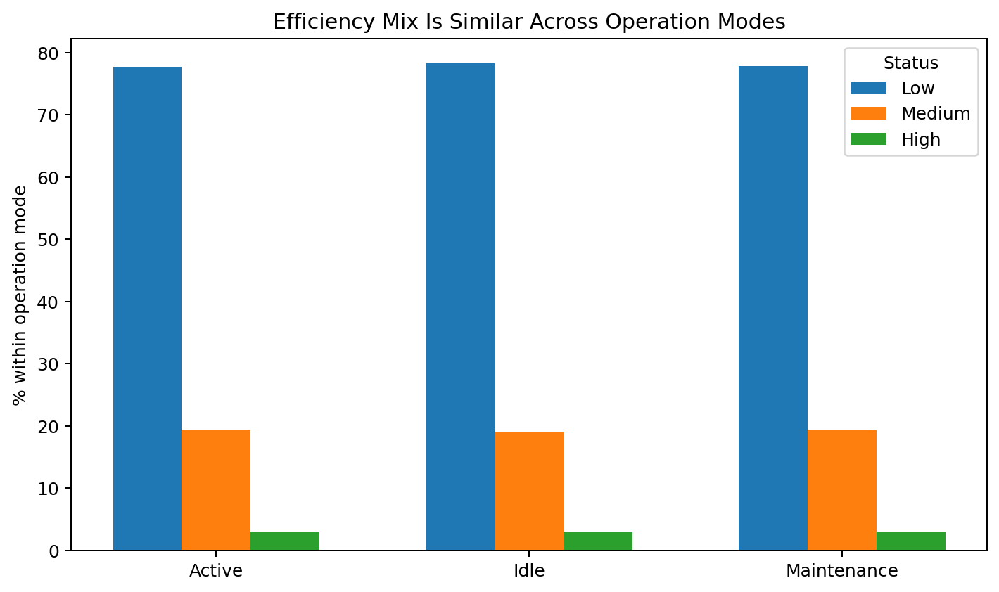 Efficiency Mix Is Similar Across Operation Modes
% within operation mode
80
70
60
50
40
30
20
10
0
Active
Idle
Maintenance
Status
Low
Medium
High